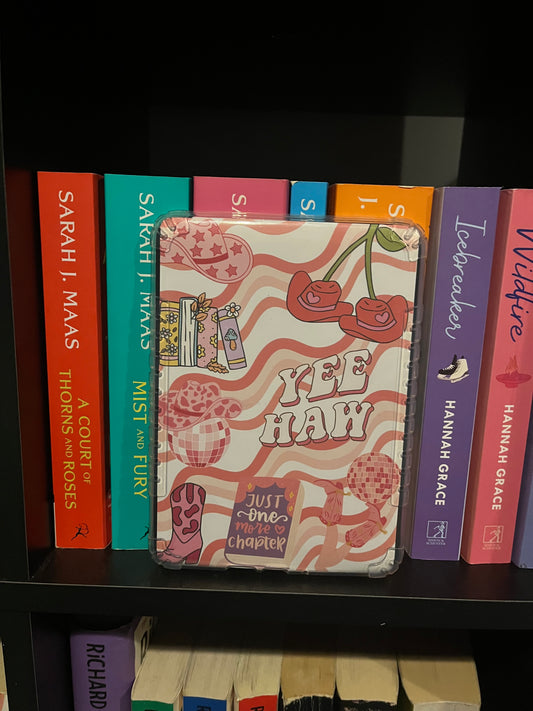 SARAH J. MAAS
A COURT OF
THORNS AND ROSES
SARAH J. MAAS
MIST AND FURY
J.
YEE
HAW
JUST
one
more
chapter
Icebreaker
HANNAH GRACE
Wildfire
HANNAH GRACE
RICHARD